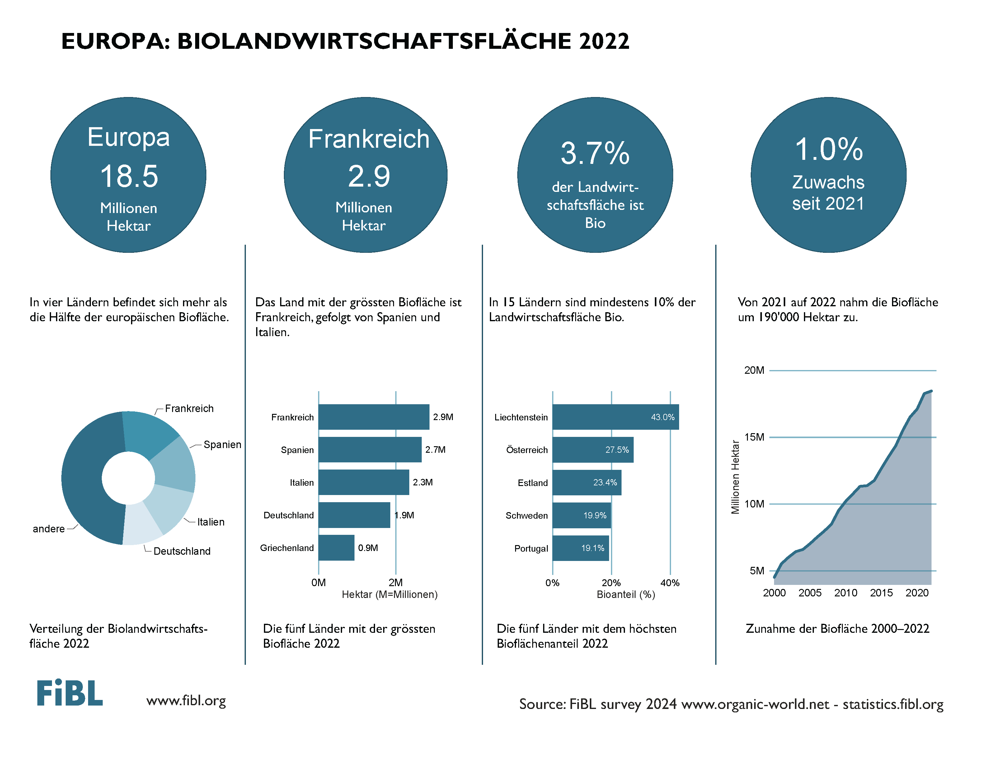 EUROPA: BIOLANDWIRTSCHAFTSFLÄCHE 2022
Europa
18.5
Millionen
Hektar
In vier Ländern befindet sich mehr als
die Hälfte der europäischen Biofläche.
Frankreich
Spanien
Italien
Deutschland
andere
Verteilung der Biolandwirtschafts-
fläche 2022
Frankreich
2.9
Millionen
Hektar
Das Land mit der grössten Biofläche ist
Frankreich, gefolgt von Spanien und
Italien.
Frankreich 2.9M
Spanien 2.7M
Italien 2.3M
Deutschland 1.9M
Griechenland 0.9M
0M 2M
Hektar (M=Millionen)
Die fünf Länder mit der grössten
Biofläche 2022
3.7%
der Landwirt-
schaftsfläche ist
Bio
In 15 Ländern sind mindestens 10% der
Landwirtschaftsfläche Bio.
Liechtenstein 43.0%
Österreich 27.5%
Estland 23.4%
Schweden 19.9%
Portugal 19.1%
0% 20% 40%
Bioanteil (%)
Die fünf Länder mit dem höchsten
Bioflächenanteil 2022
1.0%
Zuwachs
seit 2021
Von 2021 auf 2022 nahm die Biofläche
um 190'000 Hektar zu.
20M
15M
10M
5M
Millionen Hektar
2000 2005 2010 2015 2020
Zunahme der Biofläche 2000–2022
FiBL
www.fibl.org
Source: FiBL survey 2024 www.organic-world.net - statistics.fibl.org